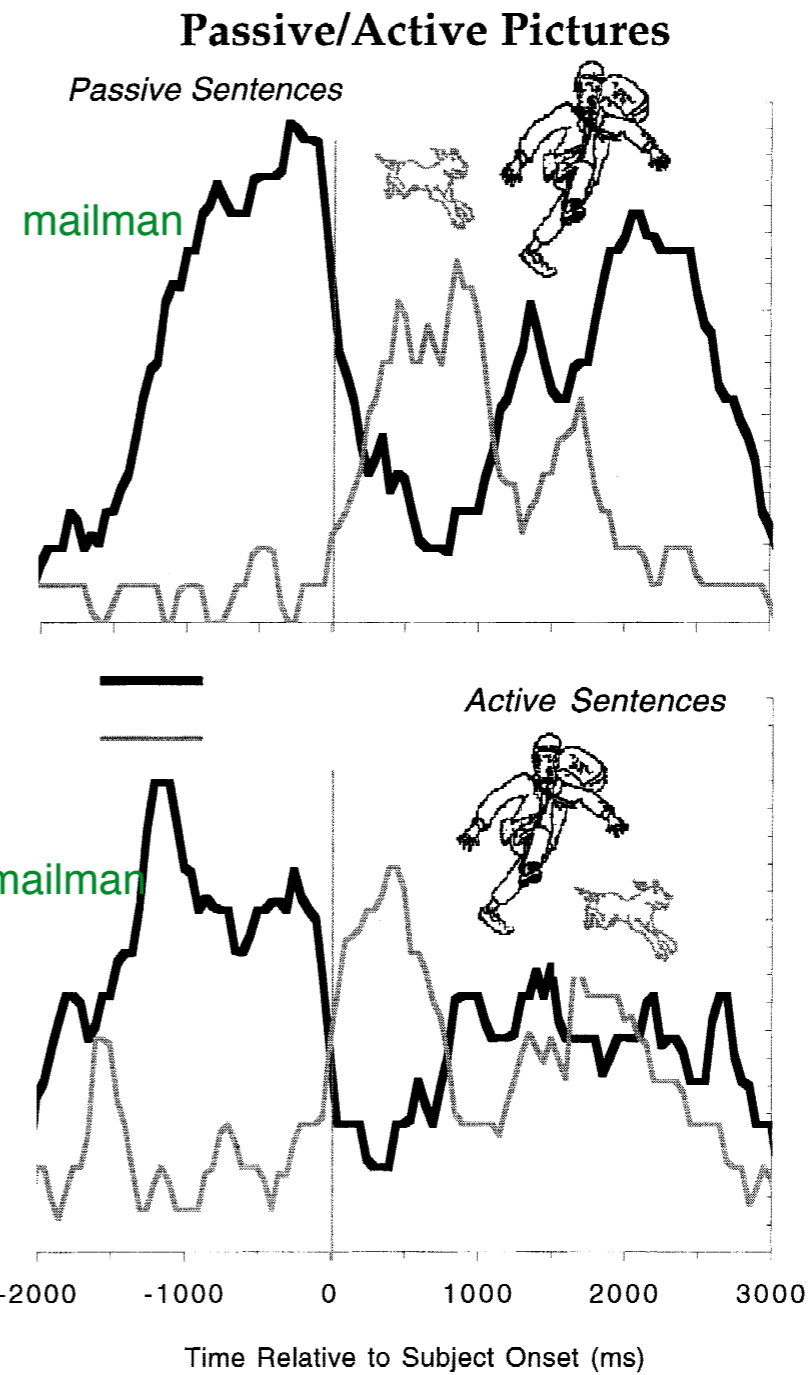 Passive/Active Pictures
Passive Sentences
mailman
Active Sentences
mailman
-2000 -1000 0 1000 2000 3000
Time Relative to Subject Onset (ms)